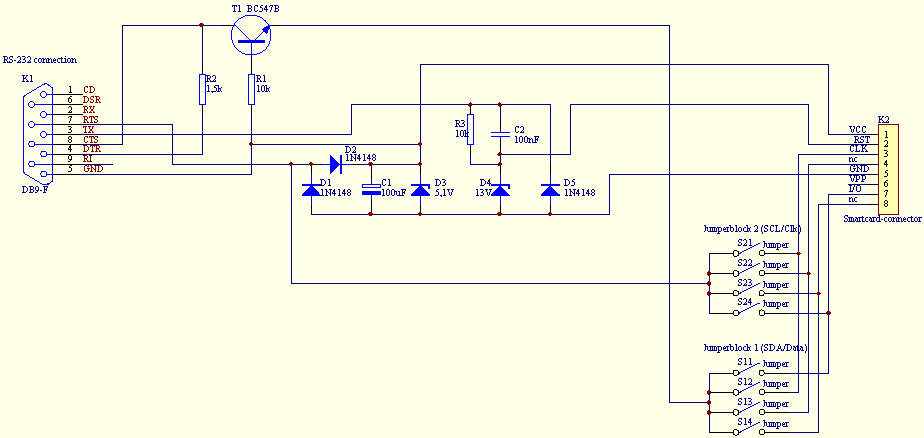 T1 BC547B
RS-232 connection
K1
1 CD
6 DSR
2 RX
7 RTS
3 TX
8 CTS
4 DTR
9 RI
5 GND
DB9-F
R2
1,5k
R1
10k
D2
1N4148
D1
1N4148
C1
100uF
D3
5,1V
R3
10k
C2
100nF
D4
13V
D5
1N4148
K2
VCC 1
RST 2
CLK 3
nc 4
GND 5
VPP 6
I/O 7
nc 8
Smartcard-connector
Jumperblock 2 (SCL/Clk)
S21 Jumper
S22 Jumper
S23 Jumper
S24 Jumper
Jumperblock 1 (SDA/Data)
S11 Jumper
S12 Jumper
S13 Jumper
S14 Jumper